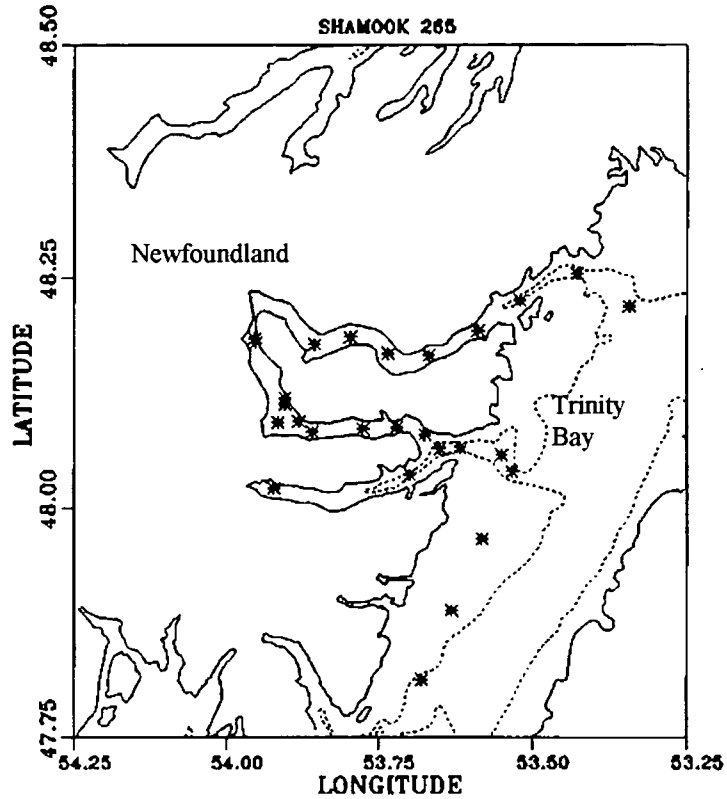 SHAMOOK 265
48.50
Newfoundland
48.25
LATITUDE
Trinity
Bay
48.00
47.75
54.25 54.00 53.75 53.50 53.25
LONGITUDE